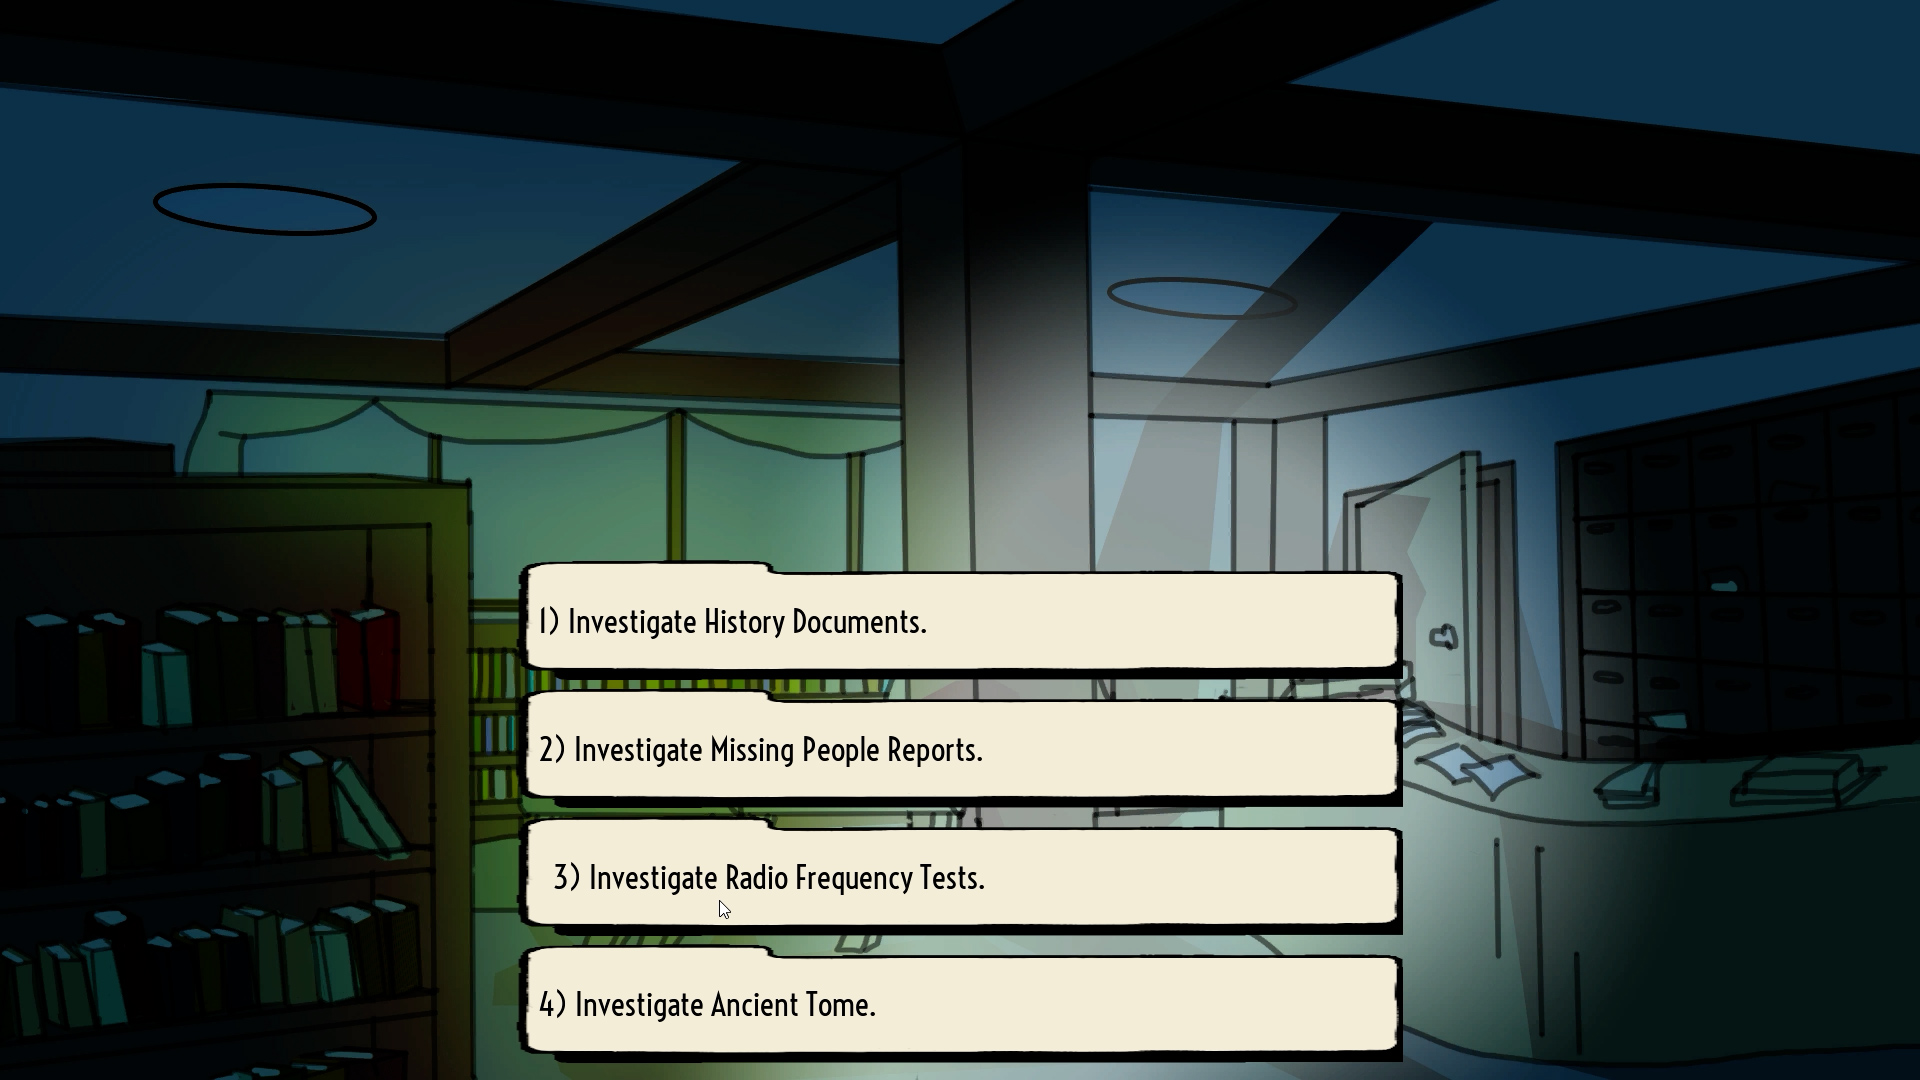 1) Investigate History Documents.
2) Investigate Missing People Reports.
3) Investigate Radio Frequency Tests.
4) Investigate Ancient Tome.